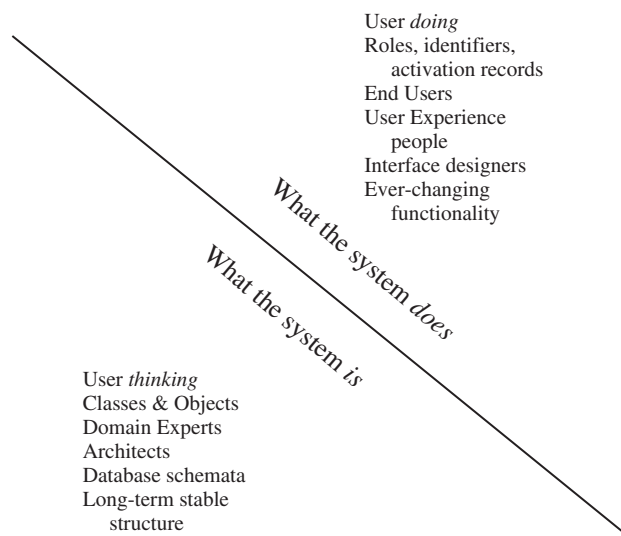 User doing
Roles, identifiers,
activation records
End Users
User Experience
people
Interface designers
Ever-changing
functionality
What the system does
What the system is
User thinking
Classes & Objects
Domain Experts
Architects
Database schemata
Long-term stable
structure